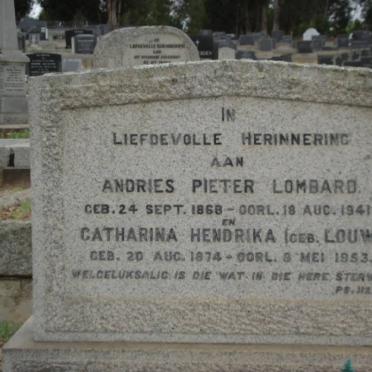 IN
LIEFDEVOLLE HERINNERING
AAN
ANDRIES PIETER LOMBARD.
GEB. 24 SEPT. 1868 - OORL. 18 AUG. 1941
EN
CATHARINA HENDRIKA (GEB. LOUW
GEB. 20 AUG. 1874 - OORL. 8 MEI 1953.
WELGELUKSALIG IS DIE WAT IN DIE HERE STERW
PS.